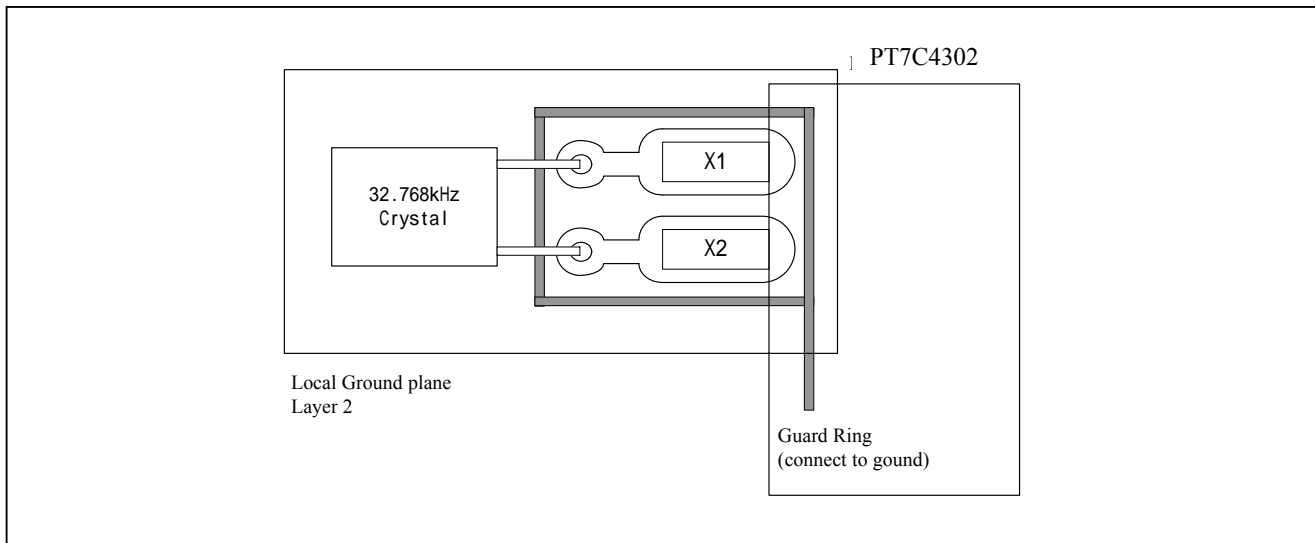 PT7C4302
32.768kHz
Crystal
X1
X2
Local Ground plane
Layer 2
Guard Ring
(connect to gound)